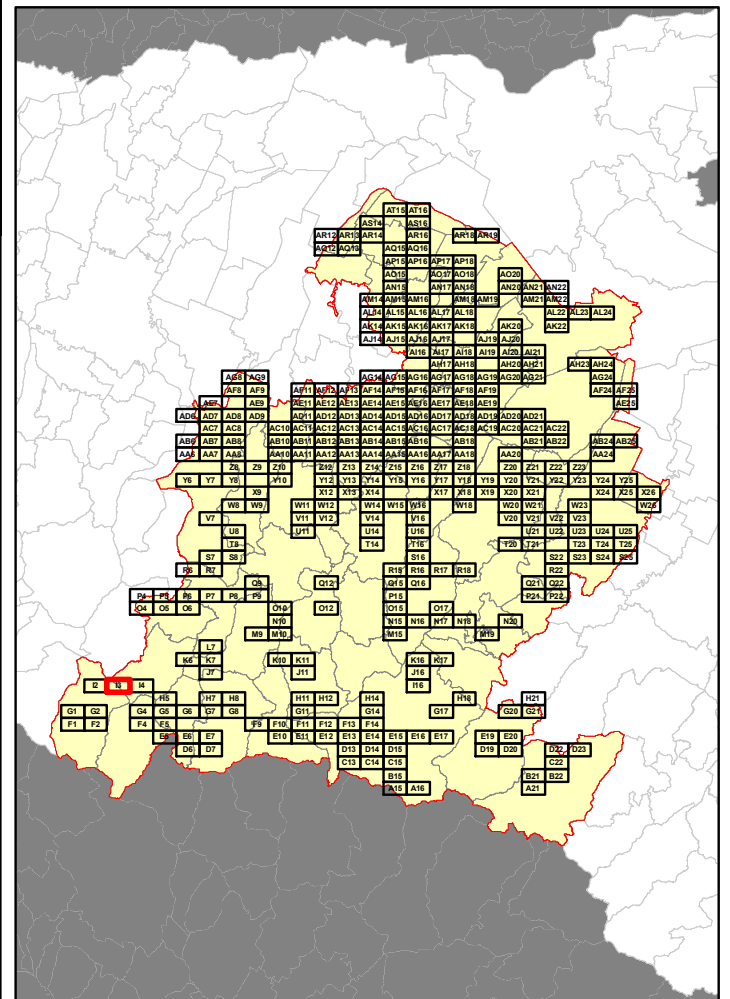 AT15 AT16
AS14 AS16
AR12 AR13 AR14 AR16 AR18 AR19
AQ12 AQ13 AQ15 AQ16
AP15 AP16 AP17 AP18
AO15 AO17 AO18 AO20
AN15 AN17 AN18 AN20 AN21 AN22
AM14 AM15 AM16 AM18 AM19 AM21 AM22
AL14 AL15 AL16 AL17 AL18 AL22 AL23 AL24
AK14 AK15 AK16 AK17 AK18 AK20 AK22
AJ14 AJ15 AJ16 AJ17 AJ19 AJ20
AI16 AI17 AI18 AI19 AI20 AI21
AH17 AH18 AH20 AH21 AH23 AH24
AG8 AG9 AG14 AG15 AG16 AG17 AG18 AG19 AG20 AG21 AG24
AF8 AF9 AF11 AF12 AF13 AF14 AF15 AF16 AF17 AF18 AF19 AF24 AF25
AE7 AE9 AE11 AE12 AE13 AE14 AE15 AE16 AE17 AE18 AE19 AE25
AD6 AD7 AD8 AD9 AD11 AD12 AD13 AD14 AD15 AD16 AD17 AD18 AD19 AD20 AD21
AC7 AC8 AC10 AC11 AC12 AC13 AC14 AC15 AC16 AC17 AC18 AC19 AC20 AC21 AC22
AB6 AB7 AB8 AB10 AB11 AB12 AB13 AB14 AB15 AB16 AB18 AB21 AB22 AB24 AB25
AA6 AA7 AA8 AA10 AA11 AA12 AA13 AA14 AA15 AA16 AA17 AA18 AA20 AA24
Z8 Z9 Z10 Z12 Z13 Z14 Z15 Z16 Z17 Z18 Z20 Z21 Z22 Z23
Y6 Y7 Y8 Y10 Y12 Y13 Y14 Y15 Y16 Y17 Y18 Y19 Y20 Y21 Y22 Y23 Y24 Y25
X9 X12 X13 X14 X17 X18 X19 X20 X21 X24 X25 X26
W8 W9 W11 W12 W14 W15 W16 W18 W20 W21 W23 W26
V7 V11 V12 V14 V16 V20 V21 V22 V23
U8 U11 U14 U16 U21 U22 U23 U24 U25
T8 T14 T16 T20 T21 T23 T24 T25
S7 S8 S16 S22 S23 S24 S25
R6 R7 R15 R16 R17 R18 R22
Q9 Q12 Q15 Q16 Q21 Q22
P4 P5 P6 P7 P8 P9 P15 P21 P22
O4 O5 O6 O10 O12 O15 O17
N10 N15 N16 N17 N18 N20
M9 M10 M15 M19
L7
K6 K7 K10 K11 K16 K17
J7 J11 J16
I2 I3 I4 I16
H5 H7 H8 H11 H12 H14 H18 H21
G1 G2 G4 G5 G6 G7 G8 G11 G14 G17 G20 G21
F1 F2 F4 F5 F9 F10 F11 F12 F13 F14
E5 E6 E7 E10 E11 E12 E13 E14 E15 E16 E17 E19 E20
D6 D7 D13 D14 D15 D19 D20 D22 D23
C13 C14 C15 C22
B15 B21 B22
A15 A16 A21